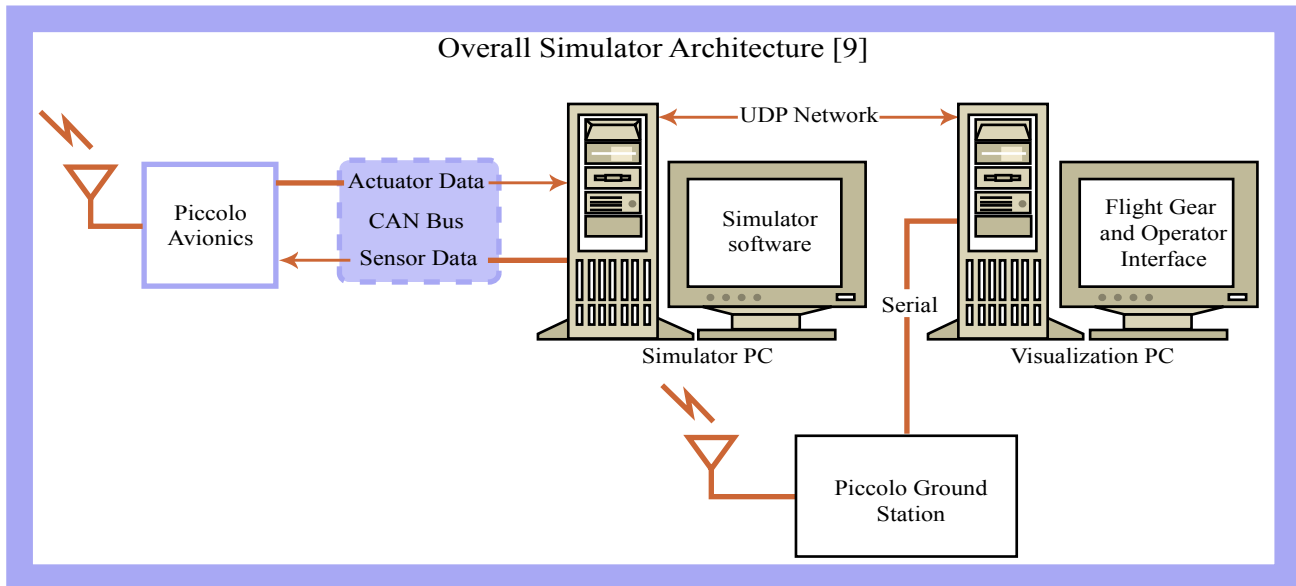 Overall Simulator Architecture [9]
UDP Network
Piccolo
Avionics
Actuator Data
CAN Bus
Sensor Data
Simulator
software
Flight Gear
and Operator
Interface
Serial
Simulator PC
Visualization PC
Piccolo Ground
Station